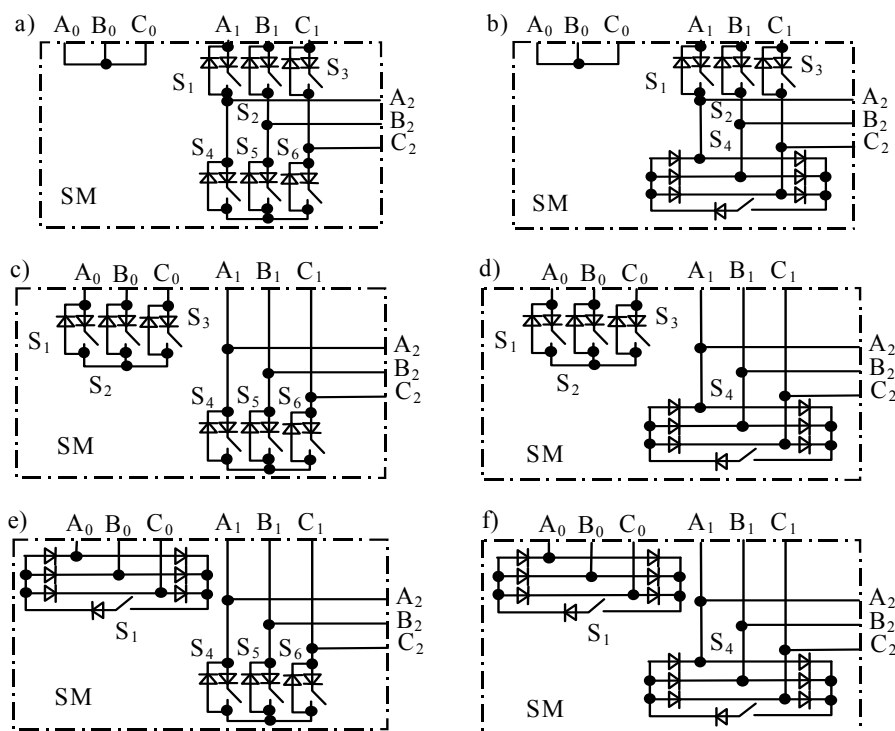 a)
A₀ B₀ C₀ A₁ B₁ C₁
S₁
S₃
S₂
A₂
B₂
C₂
S₄ S₅ S₆
SM
b)
A₀ B₀ C₀ A₁ B₁ C₁
S₁
S₃
S₂
A₂
B₂
C₂
S₄
SM
c)
A₀ B₀ C₀ A₁ B₁ C₁
S₁
S₃
S₂
A₂
B₂
C₂
S₄ S₅ S₆
SM
d)
A₀ B₀ C₀ A₁ B₁ C₁
S₁
S₃
S₂
A₂
B₂
C₂
S₄
SM
e)
A₀ B₀ C₀ A₁ B₁ C₁
S₁
A₂
B₂
C₂
S₄ S₅ S₆
SM
f)
A₀ B₀ C₀ A₁ B₁ C₁
S₁
A₂
B₂
C₂
S₄
SM